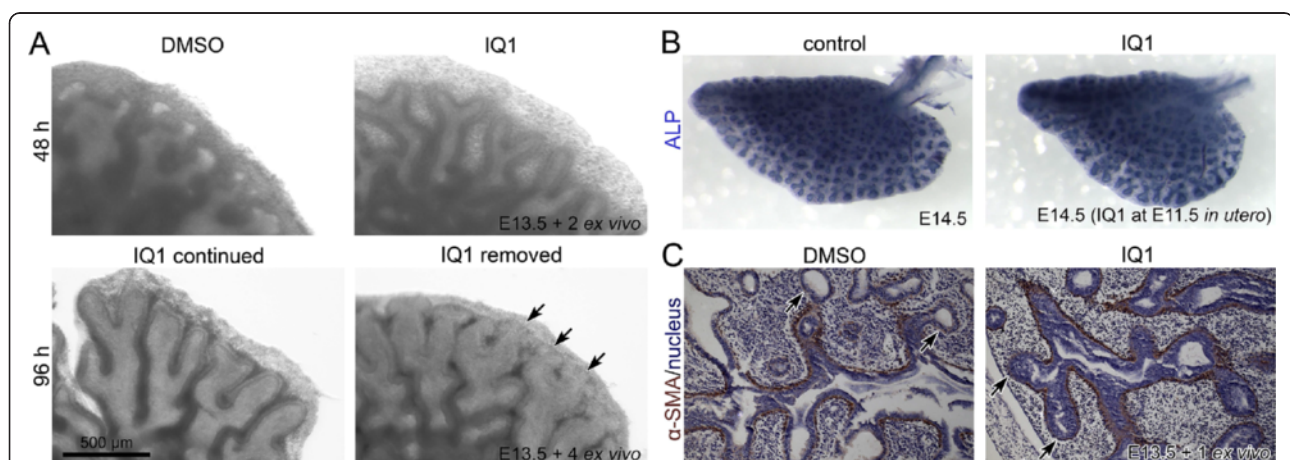 A
DMSO
IQ1
48 h
E13.5 + 2 ex vivo
IQ1 continued
IQ1 removed
96 h
500 µm
E13.5 + 4 ex vivo
B
control
IQ1
ALP
E14.5
E14.5 (IQ1 at E11.5 in utero)
C
DMSO
IQ1
α-SMA/nucleus
E13.5 + 1 ex vivo